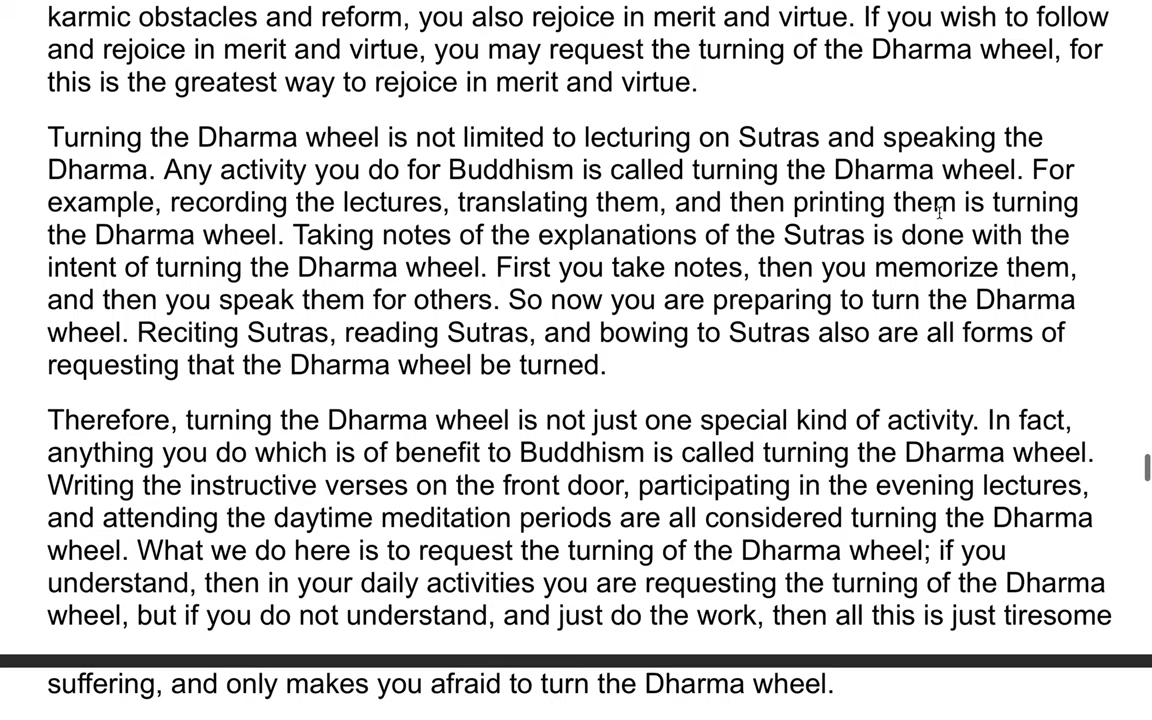 karmic obstacles and reform, you also rejoice in merit and virtue. If you wish to follow
and rejoice in merit and virtue, you may request the turning of the Dharma wheel, for
this is the greatest way to rejoice in merit and virtue.
Turning the Dharma wheel is not limited to lecturing on Sutras and speaking the
Dharma. Any activity you do for Buddhism is called turning the Dharma wheel. For
example, recording the lectures, translating them, and then printing them is turning
the Dharma wheel. Taking notes of the explanations of the Sutras is done with the
intent of turning the Dharma wheel. First you take notes, then you memorize them,
and then you speak them for others. So now you are preparing to turn the Dharma
wheel. Reciting Sutras, reading Sutras, and bowing to Sutras also are all forms of
requesting that the Dharma wheel be turned.
Therefore, turning the Dharma wheel is not just one special kind of activity. In fact,
anything you do which is of benefit to Buddhism is called turning the Dharma wheel.
Writing the instructive verses on the front door, participating in the evening lectures,
and attending the daytime meditation periods are all considered turning the Dharma
wheel. What we do here is to request the turning of the Dharma wheel; if you
understand, then in your daily activities you are requesting the turning of the Dharma
wheel, but if you do not understand, and just do the work, then all this is just tiresome
suffering, and only makes you afraid to turn the Dharma wheel.